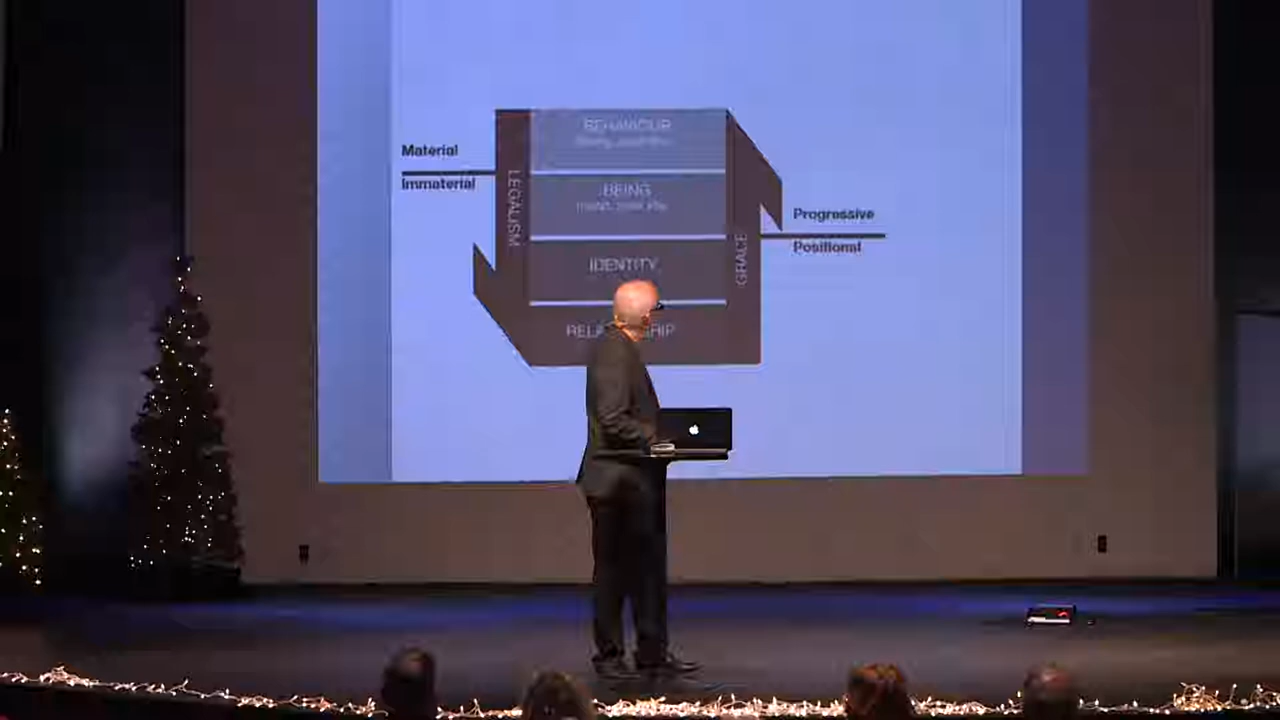 BEHAVIOUR
Material
Immaterial
LEGALISM
BEING
Progressive
Positional
GRACE
IDENTITY